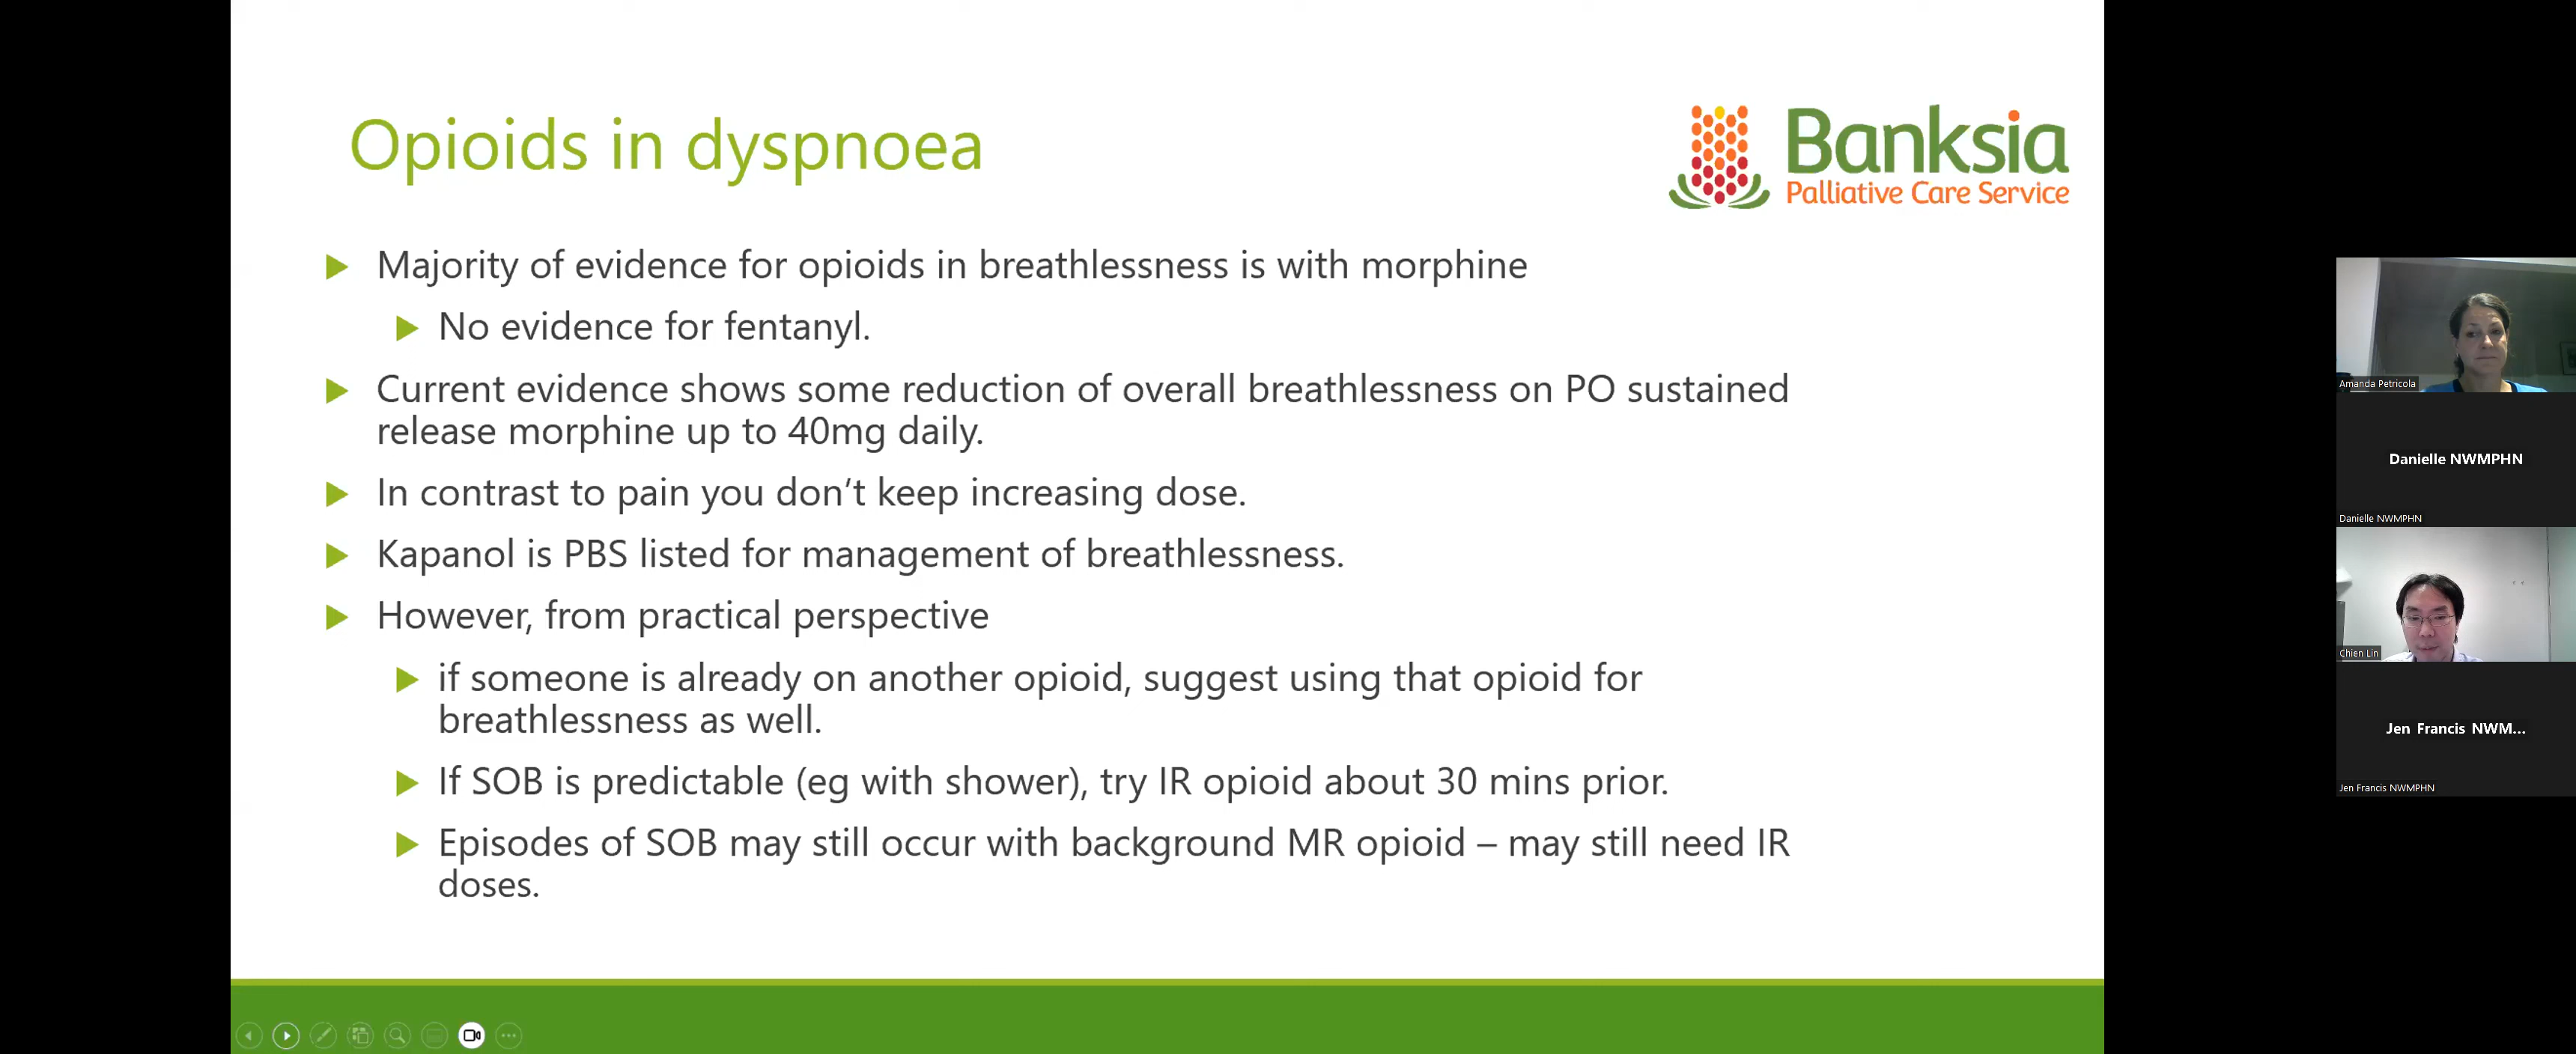 Opioids in dyspnoea
Banksia
Palliative Care Service
Majority of evidence for opioids in breathlessness is with morphine
No evidence for fentanyl.
Current evidence shows some reduction of overall breathlessness on PO sustained
release morphine up to 40mg daily.
In contrast to pain you don’t keep increasing dose.
Kapanol is PBS listed for management of breathlessness.
However, from practical perspective
if someone is already on another opioid, suggest using that opioid for
breathlessness as well.
If SOB is predictable (eg with shower), try IR opioid about 30 mins prior.
Episodes of SOB may still occur with background MR opioid – may still need IR
doses.
Amanda Petricola
Danielle NWMPHN
Danielle NWMPHN
Chien Lin
Jen Francis NWM...
Jen Francis NWMPHN